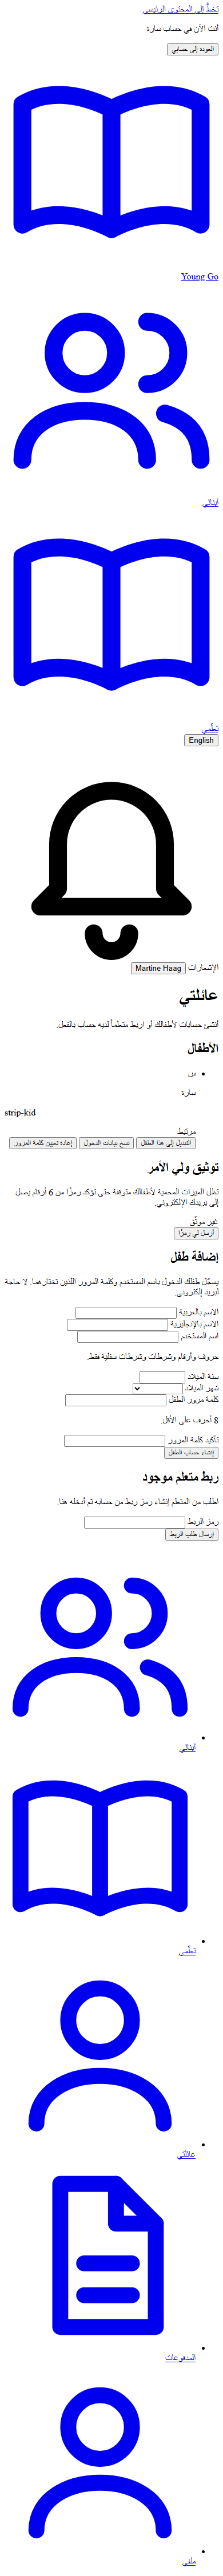 تخطَّ إلى المحتوى الرئيسي
أنت الآن في حساب سارة
العودة إلى حسابي
Young Go
أبنائي
تعلّمي
English
الإشعارات Martine Haag
عائلتي
أنشئ حسابات لأطفالك أو اربط متعلماً لديه حساب بالفعل.
الأطفال
س
سارة
strip-kid
مرتبط
التبديل إلى هذا الطفل نسخ بيانات الدخول إعادة تعيين كلمة المرور
توثيق ولي الأمر
تظل الميزات المحمية لأطفالك متوقفة حتى تؤكد رمزًا من 6 أرقام يصل
إلى بريدك الإلكتروني.
غير موثّق
أرسل لي رمزًا
إضافة طفل
يسجّل طفلك الدخول باسم المستخدم وكلمة المرور اللذين تختارهما. لا حاجة
لبريد إلكتروني.
الاسم بالعربية
الاسم بالإنجليزية
اسم المستخدم
حروف وأرقام وشرطات وشرطات سفلية فقط.
سنة الميلاد
شهر الميلاد
كلمة مرور الطفل
8 أحرف على الأقل.
تأكيد كلمة المرور
إنشاء حساب الطفل
ربط متعلم موجود
اطلب من المتعلم إنشاء رمز ربط من حسابه ثم أدخله هنا.
رمز الربط
إرسال طلب الربط
أبنائي
تعلّمي
عائلتي
المدفوعات
ملفي